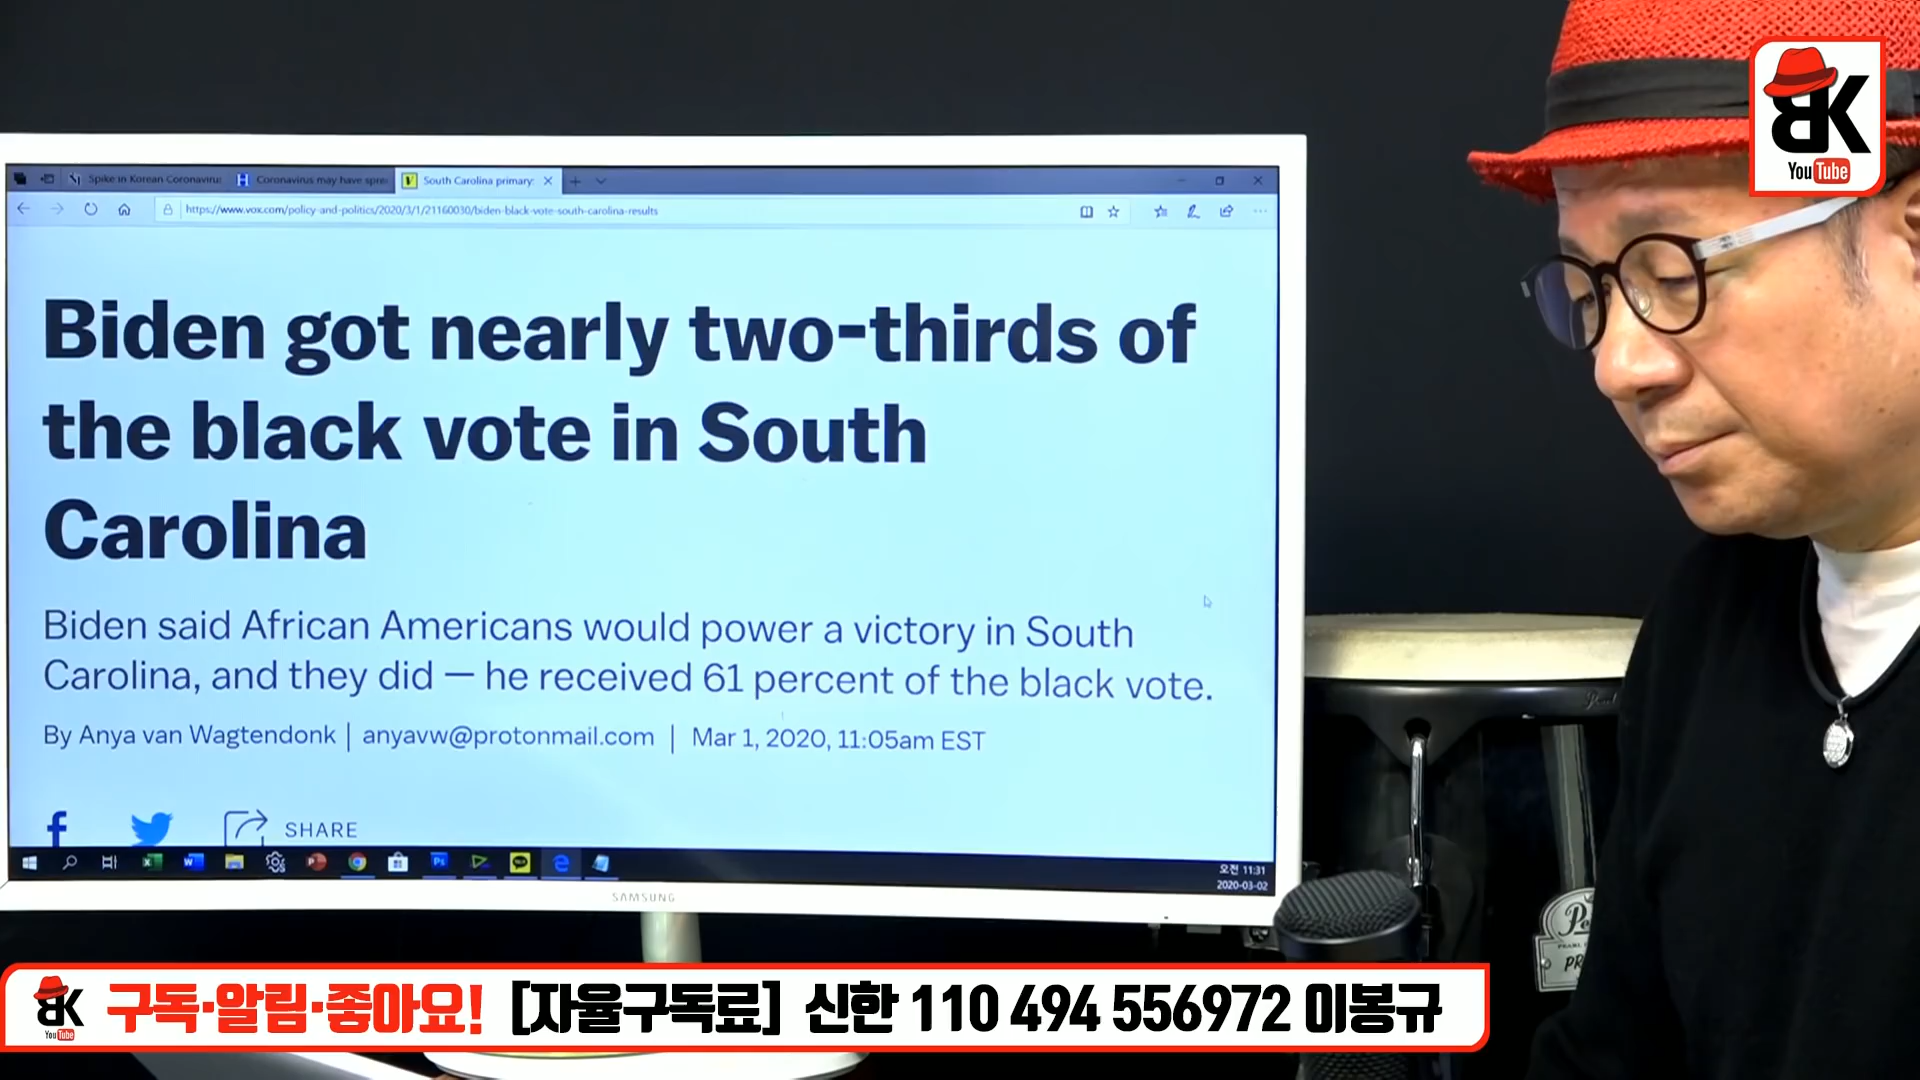 BK
YouTube
Spike in Korean Coronavirus
Coronavirus may have spre
South Carolina primary:
https://www.vox.com/policy-and-politics/2020/3/1/21160030/biden-black-vote-south-carolina-results
Biden got nearly two-thirds of
the black vote in South
Carolina
Biden said African Americans would power a victory in South
Carolina, and they did — he received 61 percent of the black vote.
By Anya van Wagtendonk | anyavw@protonmail.com | Mar 1, 2020, 11:05am EST
SHARE
오전 11:31
2020-03-02
SAMSUNG
BK
YouTube
구독·알림·좋아요! [자율구독료] 신한 110 494 556972 이봉규